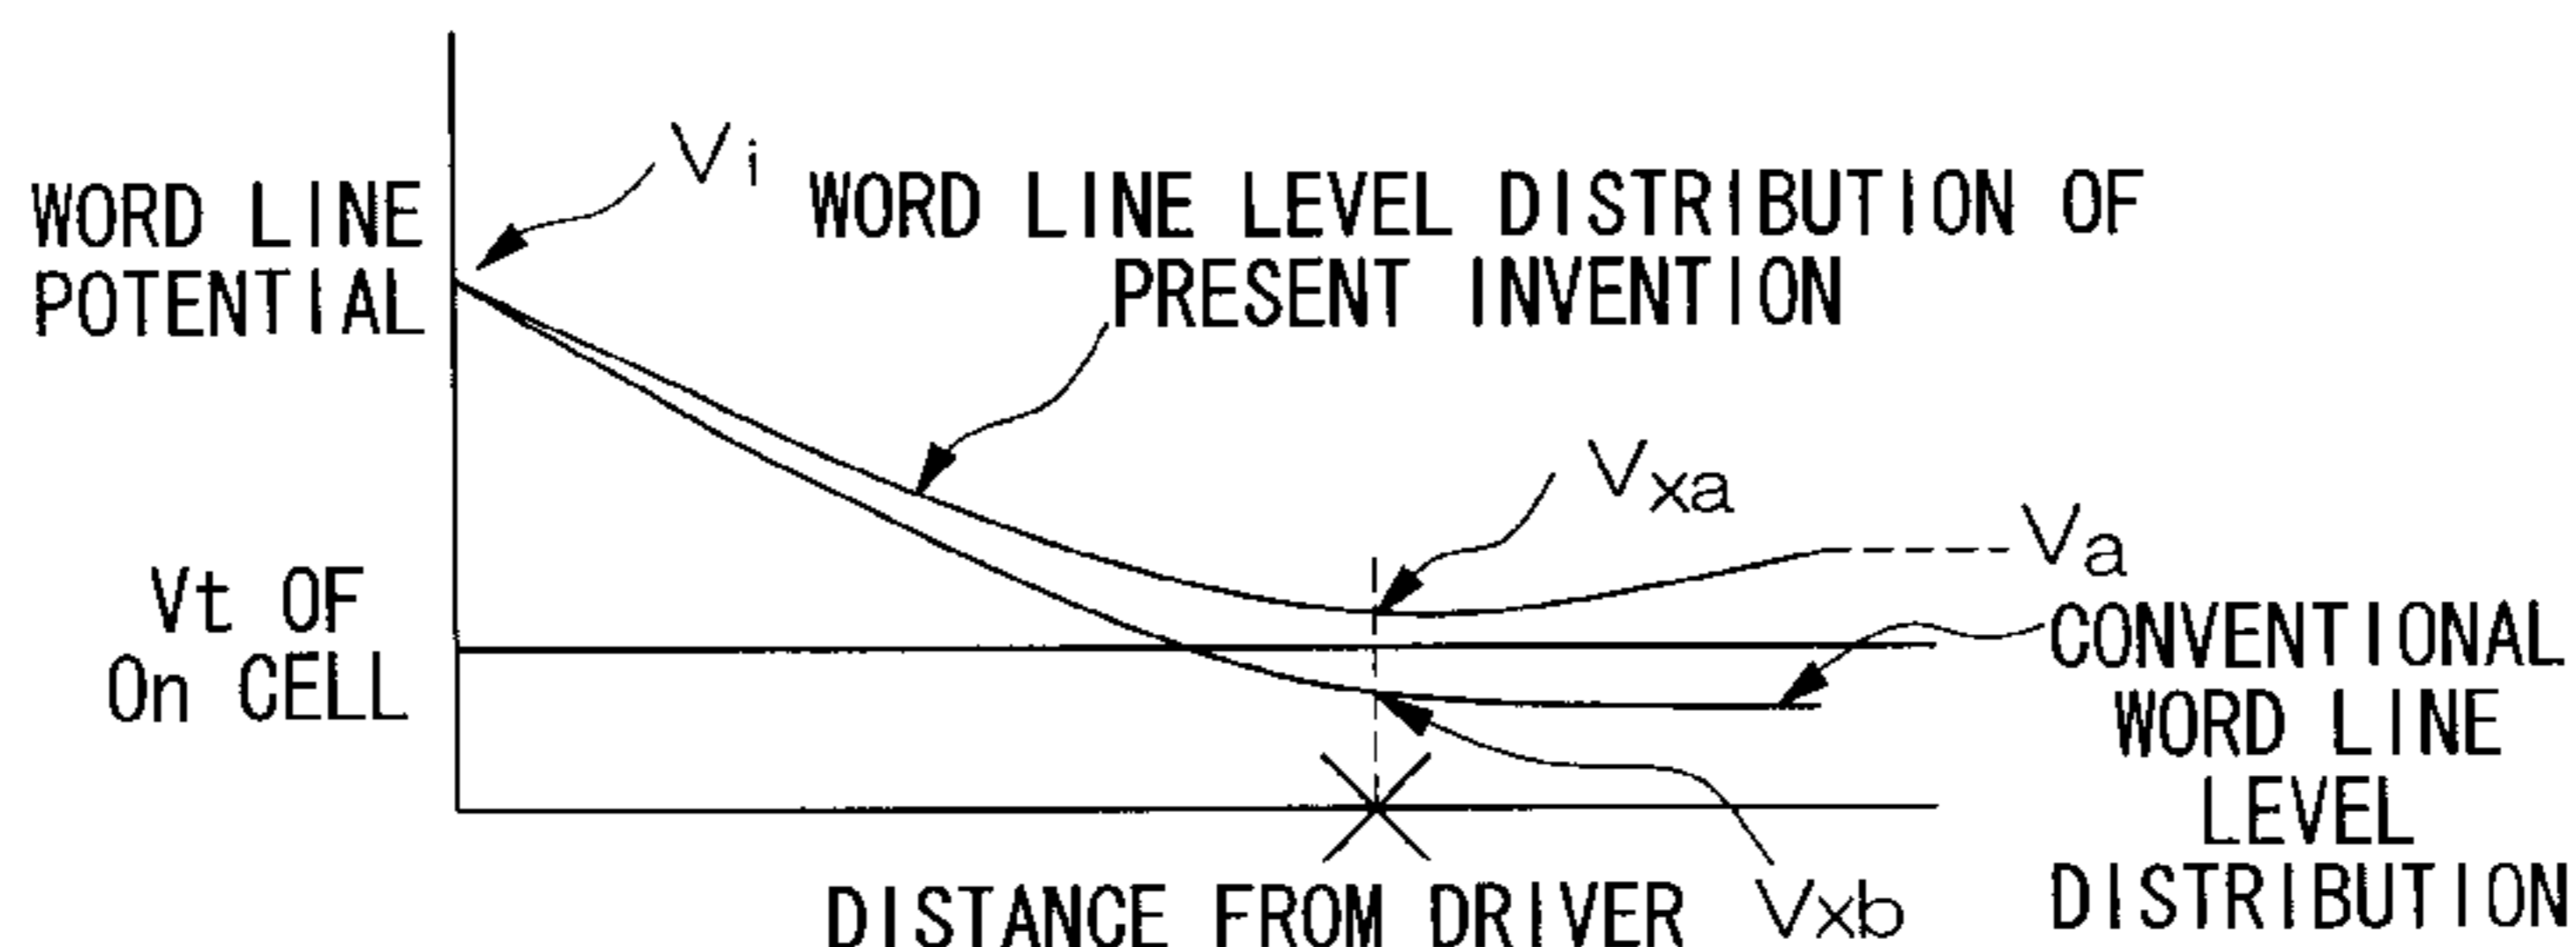 Vi
WORD LINE LEVEL DISTRIBUTION OF
PRESENT INVENTION
WORD LINE
POTENTIAL
Vxa
Va
Vt OF
On CELL
CONVENTIONAL
WORD LINE
LEVEL
DISTRIBUTION
X
DISTANCE FROM DRIVER
Vxb